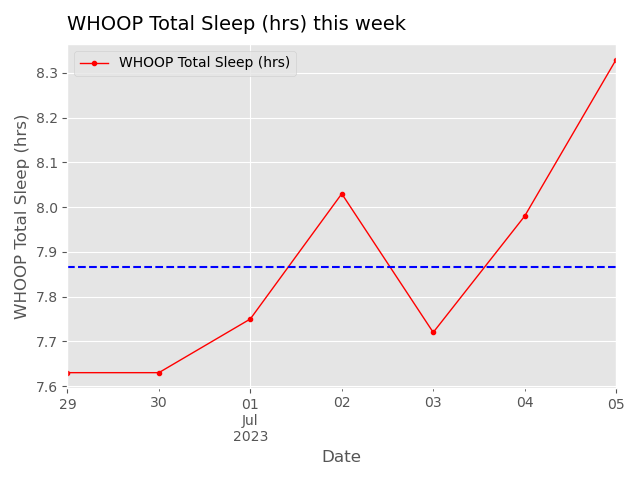 WHOOP Total Sleep (hrs) this week
WHOOP Total Sleep (hrs)
WHOOP Total Sleep (hrs)
8.3
8.2
8.1
8.0
7.9
7.8
7.7
7.6
29 30 01 02 03 04 05
Jul
2023
Date